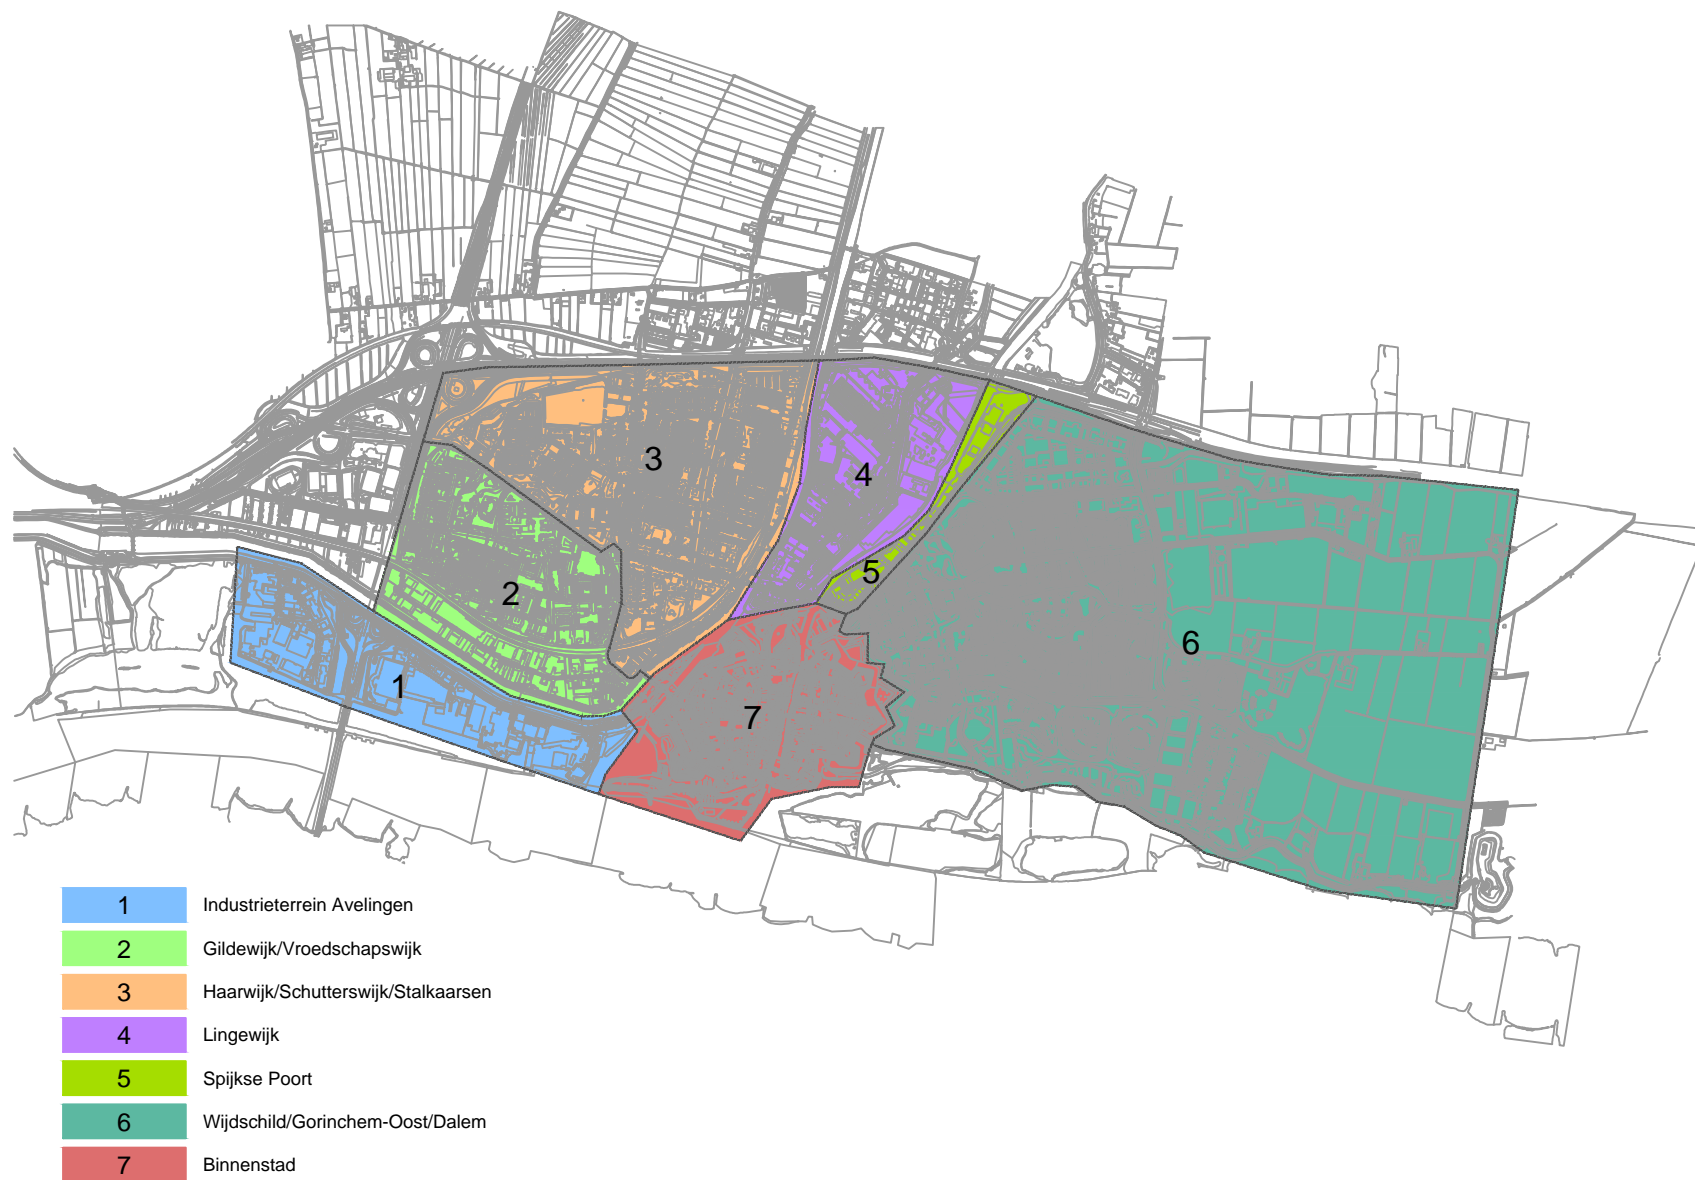 3
4
5
2
6
1
7
1 Industrieterrein Avelingen
2 Gildewijk/Vroedschapswijk
3 Haarwijk/Schutterswijk/Stalkaarsen
4 Lingewijk
5 Spijkse Poort
6 Wijdschild/Gorinchem-Oost/Dalem
7 Binnenstad